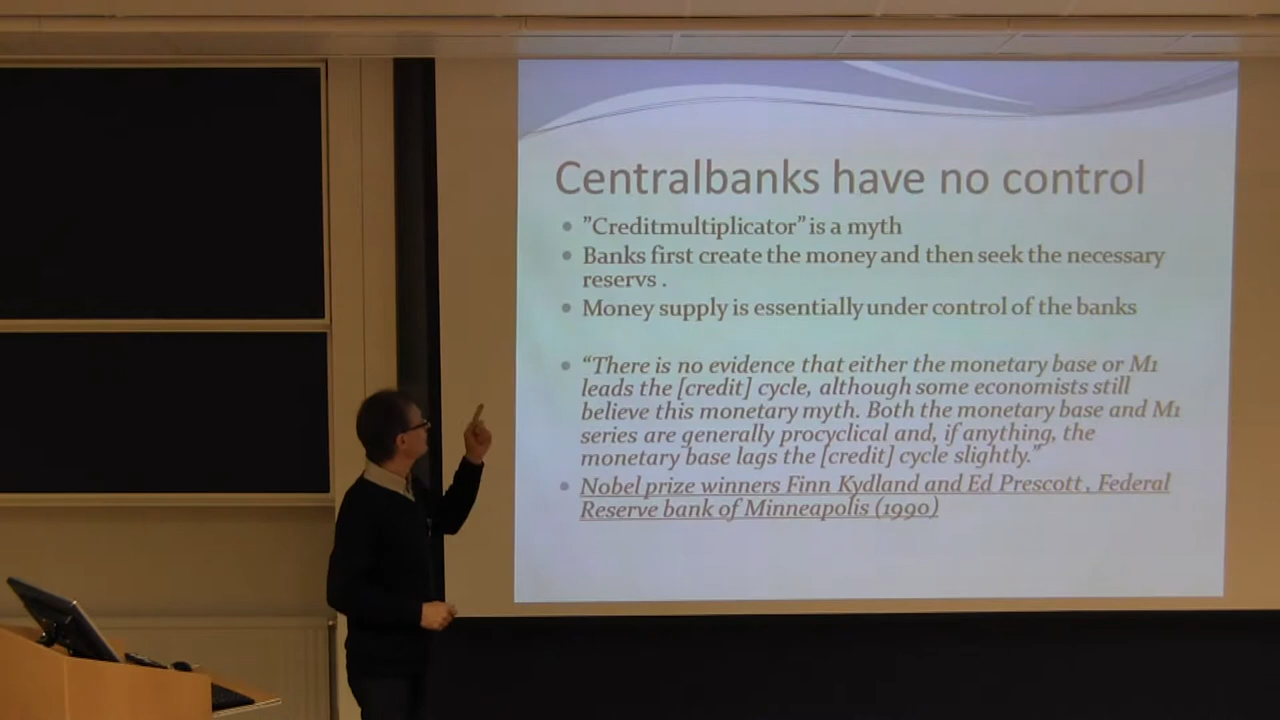 Centralbanks have no control
”Creditmultiplicator” is a myth
Banks first create the money and then seek the necessary
reservs .
Money supply is essentially under control of the banks
“There is no evidence that either the monetary base or M1
leads the [credit] cycle, although some economists still
believe this monetary myth. Both the monetary base and M1
series are generally procyclical and, if anything, the
monetary base lags the [credit] cycle slightly.”
Nobel prize winners Finn Kydland and Ed Prescott , Federal
Reserve bank of Minneapolis (1990)